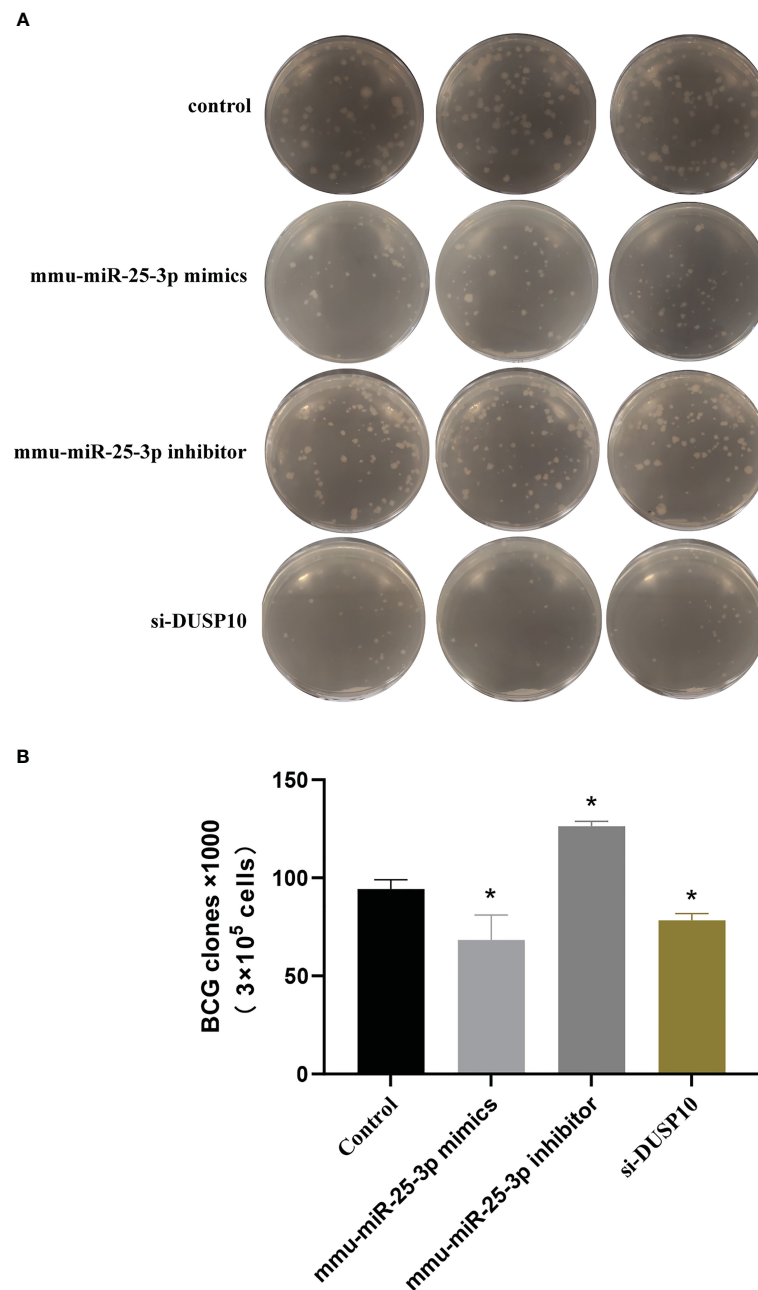 A
control
mmu-miR-25-3p mimics
mmu-miR-25-3p inhibitor
si-DUSP10
B
BCG clones ×1000
( 3×10⁵ cells)
150
100
50
0
*
*
*
Control
mmu-miR-25-3p mimics
mmu-miR-25-3p inhibitor
si-DUSP10